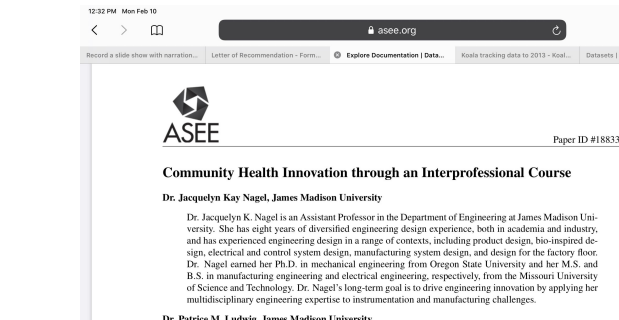 12:32 PM Mon Feb 10
asee.org
Record a slide show with narration... Letter of Recommendation - Form... Explore Documentation | Data... Koala tracking data to 2013 - Koal... Datasets |
ASEE
Paper ID #18833
Community Health Innovation through an Interprofessional Course
Dr. Jacquelyn Kay Nagel, James Madison University
Dr. Jacquelyn K. Nagel is an Assistant Professor in the Department of Engineering at James Madison Uni-
versity. She has eight years of diversified engineering design experience, both in academia and industry,
and has experienced engineering design in a range of contexts, including product design, bio-inspired de-
sign, electrical and control system design, manufacturing system design, and design for the factory floor.
Dr. Nagel earned her Ph.D. in mechanical engineering from Oregon State University and her M.S. and
B.S. in manufacturing engineering and electrical engineering, respectively, from the Missouri University
of Science and Technology. Dr. Nagel's long-term goal is to drive engineering innovation by applying her
multidisciplinary engineering expertise to instrumentation and manufacturing challenges.
Dr. Patrice M. Ludwig, James Madison University